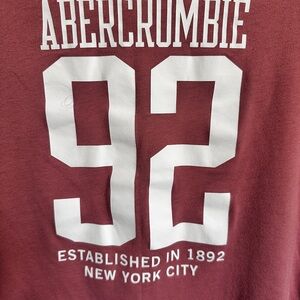 ABERCROMBIE
92
ESTABLISHED IN 1892
NEW YORK CITY